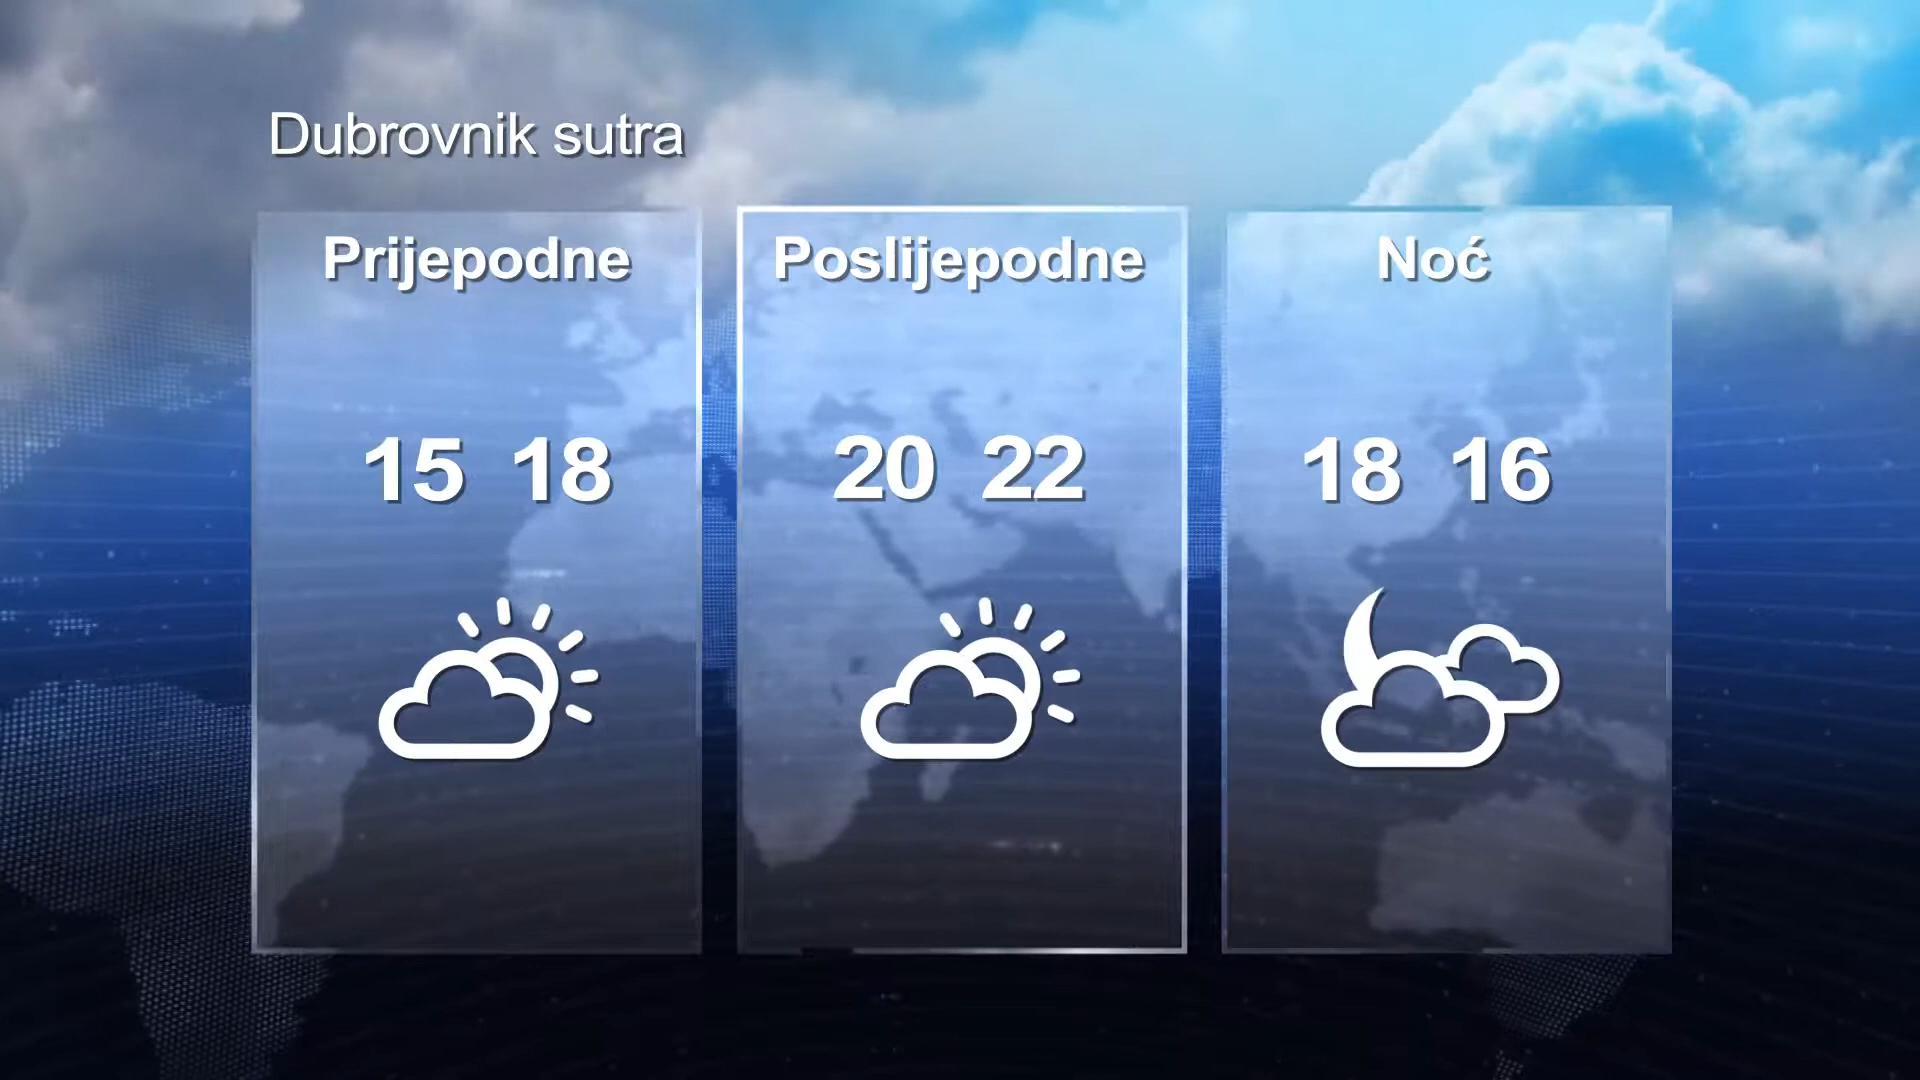 Dubrovnik sutra
Prijepodne
15 18
Poslijepodne
20 22
Noć
18 16